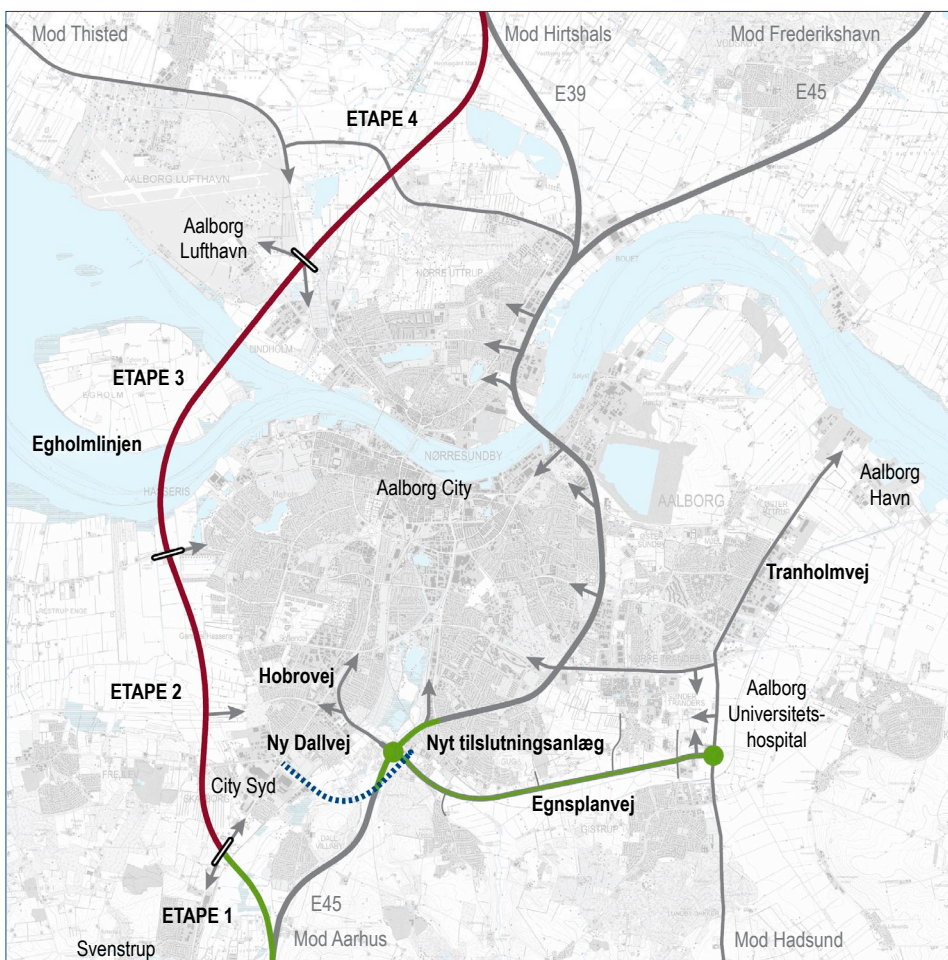 Mod Thisted
Mod Hirtshals
Mod Frederikshavn
E39
E45
ETAPE 4
AALBORG LUFTHAVN
Aalborg
Lufthavn
NØRRE UTTRUP
LINDHOLM
ETAPE 3
EGHOLM
Egholmlinjen
NØRRESUNDBY
HASSERIS
Aalborg City
AALBORG
Aalborg
Havn
Tranholmvej
Hobrovej
ETAPE 2
Aalborg
Universitets-
hospital
Ny Dallvej
Nyt tilslutningsanlæg
City Syd
Egnsplanvej
GISTRUP
ETAPE 1
E45
Mod Aarhus
Svenstrup
Mod Hadsund